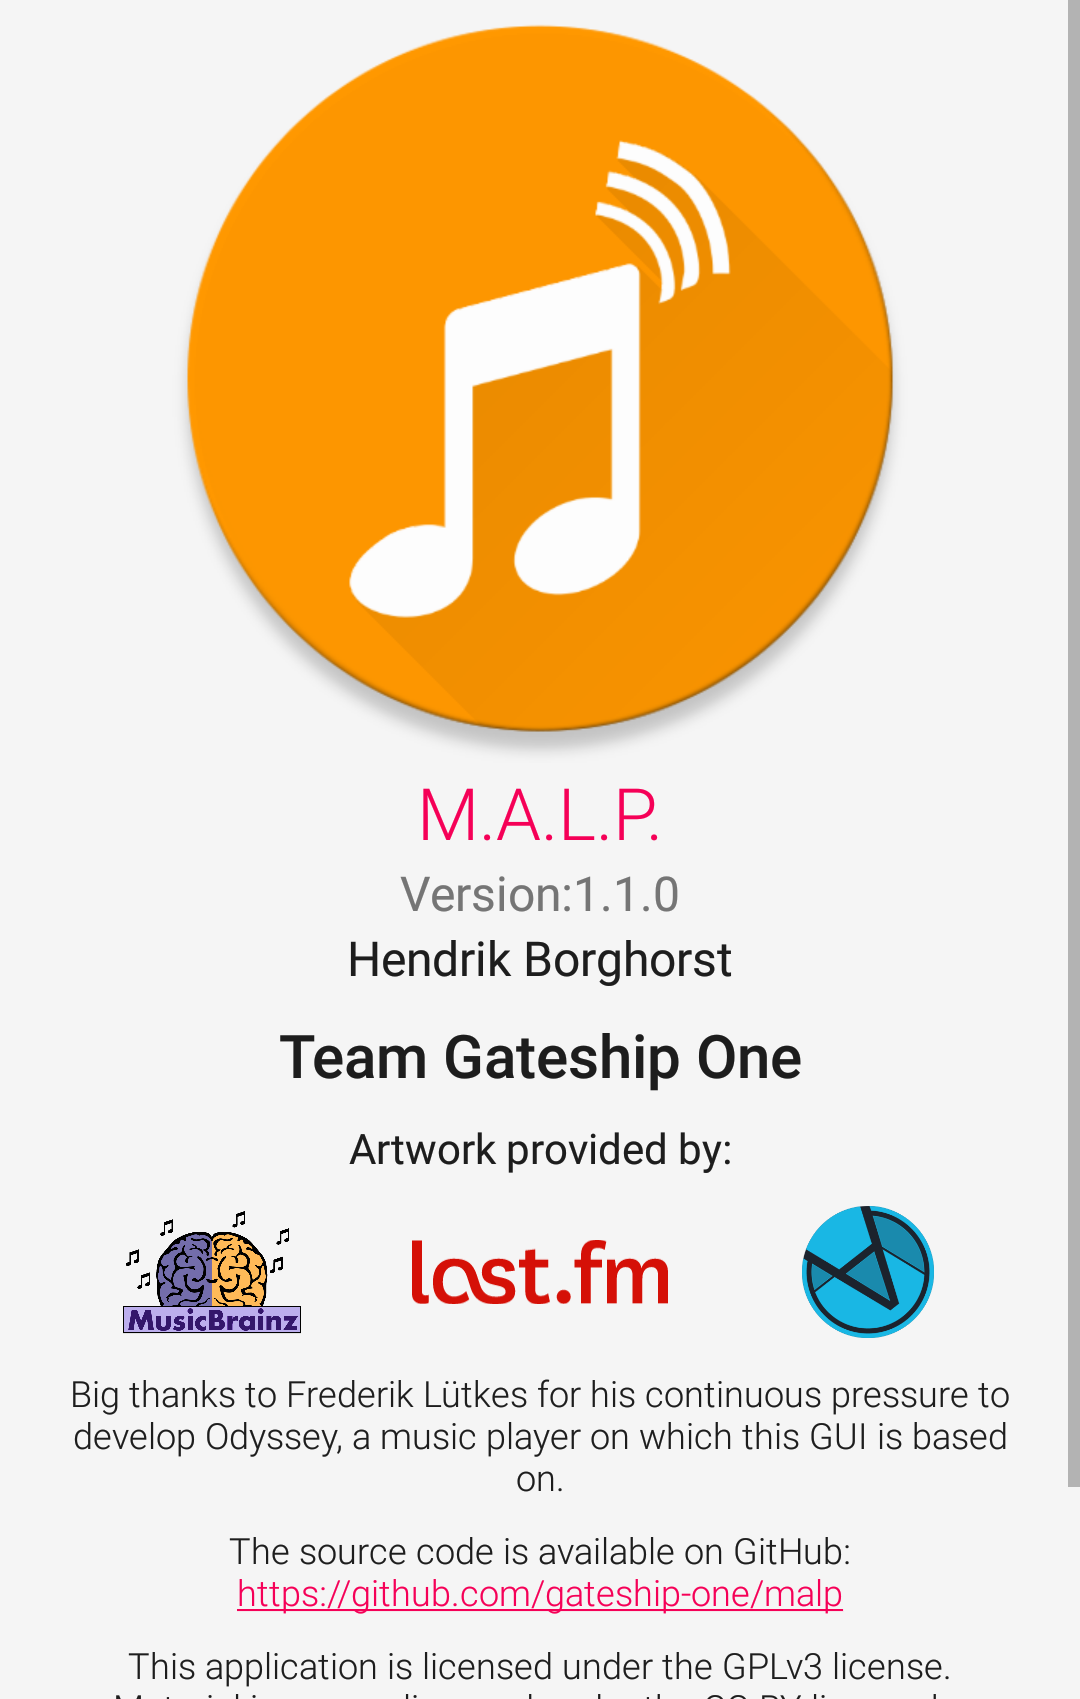 M.A.L.P.
Version:1.1.0
Hendrik Borghorst
Team Gateship One
Artwork provided by:
MusicBrainz
last.fm
Big thanks to Frederik Lütkes for his continuous pressure to
develop Odyssey, a music player on which this GUI is based
on.
The source code is available on GitHub:
https://github.com/gateship-one/malp
This application is licensed under the GPLv3 license.